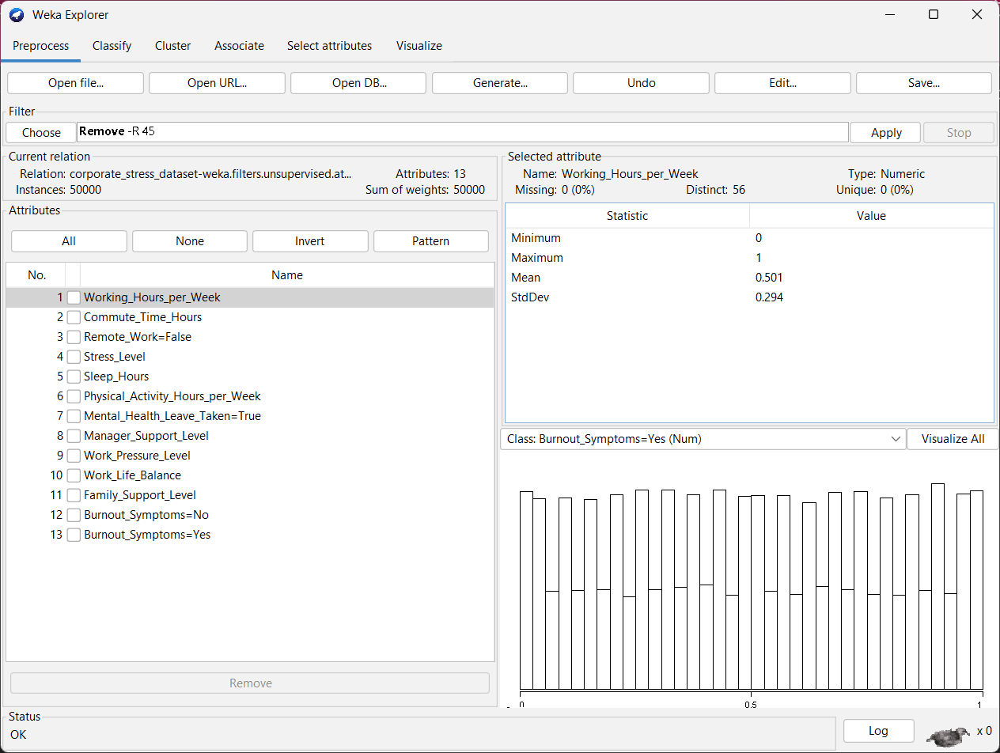 Weka Explorer
Preprocess Classify Cluster Associate Select attributes Visualize
Open file... Open URL... Open DB... Generate... Undo Edit... Save...
Filter
Choose Remove -R 45 Apply Stop
Current relation
Relation: corporate_stress_dataset-weka.filters.unsupervised.at... Attributes: 13
Instances: 50000 Sum of weights: 50000
Attributes
All None Invert Pattern
No. Name
1 Working_Hours_per_Week
2 Commute_Time_Hours
3 Remote_Work=False
4 Stress_Level
5 Sleep_Hours
6 Physical_Activity_Hours_per_Week
7 Mental_Health_Leave_Taken=True
8 Manager_Support_Level
9 Work_Pressure_Level
10 Work_Life_Balance
11 Family_Support_Level
12 Burnout_Symptoms=No
13 Burnout_Symptoms=Yes
Remove
Selected attribute
Name: Working_Hours_per_Week Type: Numeric
Missing: 0 (0%) Distinct: 56 Unique: 0 (0%)
Statistic Value
Minimum 0
Maximum 1
Mean 0.501
StdDev 0.294
Class: Burnout_Symptoms=Yes (Num) Visualize All
0 0.5 1
Status
OK
Log x 0